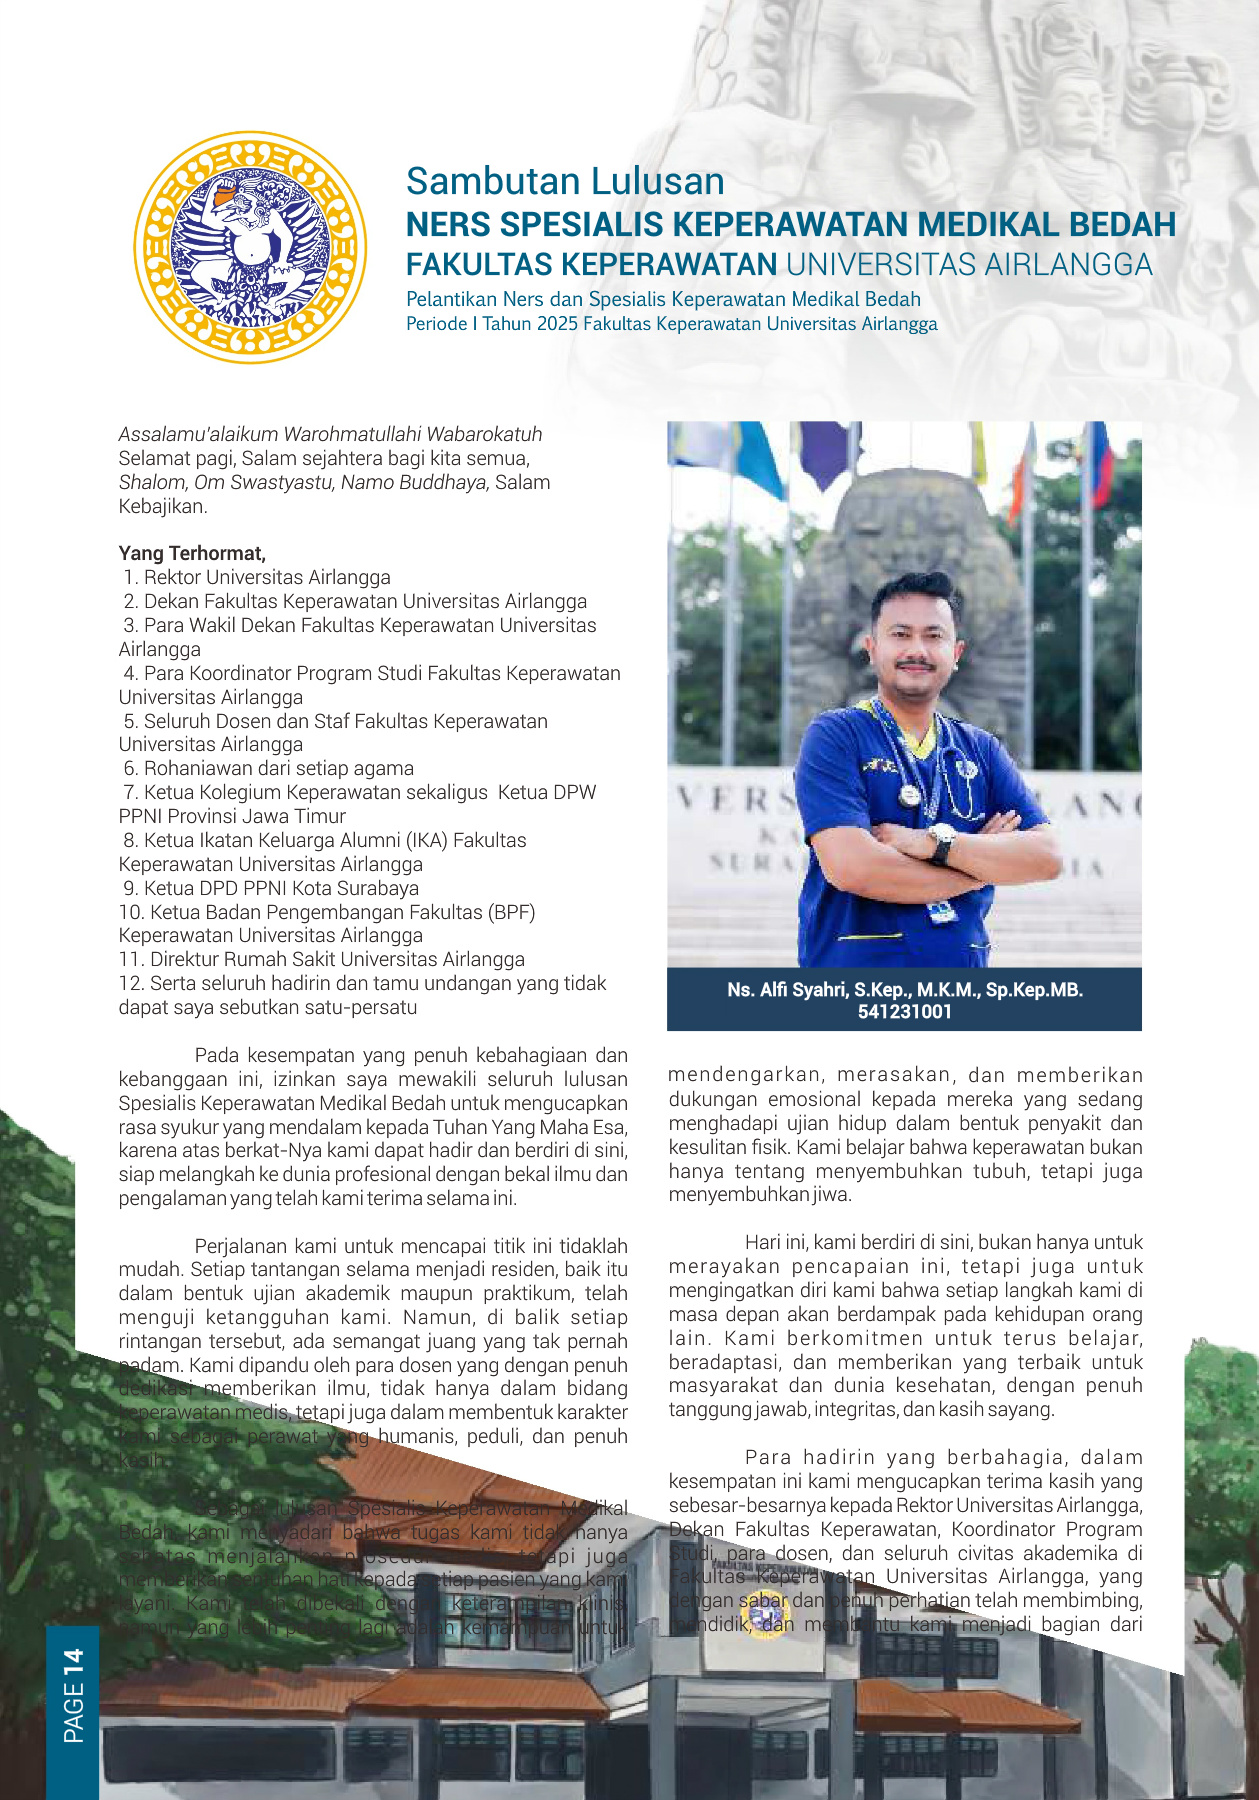 Sambutan Lulusan
NERS SPESIALIS KEPERAWATAN MEDIKAL BEDAH
FAKULTAS KEPERAWATAN UNIVERSITAS AIRLANGGA
Pelantikan Ners dan Spesialis Keperawatan Medikal Bedah
Periode I Tahun 2025 Fakultas Keperawatan Universitas Airlangga
Assalamu'alaikum Warohmatullahi Wabarokatuh
Selamat pagi, Salam sejahtera bagi kita semua,
Shalom, Om Swastyastu, Namo Buddhaya, Salam
Kebajikan.
Yang Terhormat,
1. Rektor Universitas Airlangga
2. Dekan Fakultas Keperawatan Universitas Airlangga
3. Para Wakil Dekan Fakultas Keperawatan Universitas
Airlangga
4. Para Koordinator Program Studi Fakultas Keperawatan
Universitas Airlangga
5. Seluruh Dosen dan Staf Fakultas Keperawatan
Universitas Airlangga
6. Rohaniawan dari setiap agama
7. Ketua Kolegium Keperawatan sekaligus  Ketua DPW
PPNI Provinsi Jawa Timur
8. Ketua Ikatan Keluarga Alumni (IKA) Fakultas
Keperawatan Universitas Airlangga
9. Ketua DPD PPNI Kota Surabaya
10. Ketua Badan Pengembangan Fakultas (BPF)
Keperawatan Universitas Airlangga
11. Direktur Rumah Sakit Universitas Airlangga
12. Serta seluruh hadirin dan tamu undangan yang tidak
dapat saya sebutkan satu-persatu
Pada kesempatan yang penuh kebahagiaan dan
kebanggaan ini, izinkan saya mewakili seluruh lulusan
Spesialis Keperawatan Medikal Bedah untuk mengucapkan
rasa syukur yang mendalam kepada Tuhan Yang Maha Esa,
karena atas berkat-Nya kami dapat hadir dan berdiri di sini,
siap melangkah ke dunia profesional dengan bekal ilmu dan
pengalaman yang telah kami terima selama ini.
Perjalanan kami untuk mencapai titik ini tidaklah
mudah. Setiap tantangan selama menjadi residen, baik itu
dalam bentuk ujian akademik maupun praktikum, telah
menguji ketangguhan kami. Namun, di balik setiap
rintangan tersebut, ada semangat juang yang tak pernah
padam. Kami dipandu oleh para dosen yang dengan penuh
dedikasi memberikan ilmu, tidak hanya dalam bidang
keperawatan medis, tetapi juga dalam membentuk karakter
kami sebagai perawat yang humanis, peduli, dan penuh
kasih.
Sebagai lulusan Spesialis Keperawatan Medikal
Bedah, kami menyadari bahwa tugas kami tidak hanya
sebatas menjalankan prosedur tetapi juga
memberikan sentuhan hati kepada setiap pasien yang kami
layani. Kami telah dibekali dengan keterampilan klinis,
namun yang lebih penting lagi adalah kemampuan untuk
Ns. Alfi Syahri, S.Kep., M.K.M., Sp.Kep.MB.
541231001
mendengarkan, merasakan, dan memberikan
dukungan emosional kepada mereka yang sedang
menghadapi ujian hidup dalam bentuk penyakit dan
kesulitan fisik. Kami belajar bahwa keperawatan bukan
hanya tentang menyembuhkan tubuh, tetapi juga
menyembuhkan jiwa.
Hari ini, kami berdiri di sini, bukan hanya untuk
merayakan pencapaian ini, tetapi juga untuk
mengingatkan diri kami bahwa setiap langkah kami di
masa depan akan berdampak pada kehidupan orang
lain. Kami berkomitmen untuk terus belajar,
beradaptasi, dan memberikan yang terbaik untuk
masyarakat dan dunia kesehatan, dengan penuh
tanggung jawab, integritas, dan kasih sayang.
Para hadirin yang berbahagia, dalam
kesempatan ini kami mengucapkan terima kasih yang
sebesar-besarnya kepada Rektor Universitas Airlangga,
Dekan Fakultas Keperawatan, Koordinator Program
Studi, para dosen, dan seluruh civitas akademika di
Fakultas Keperawatan Universitas Airlangga, yang
dengan sabar dan penuh perhatian telah membimbing,
mendidik, dan membantu kami menjadi bagian dari
PAGE 14